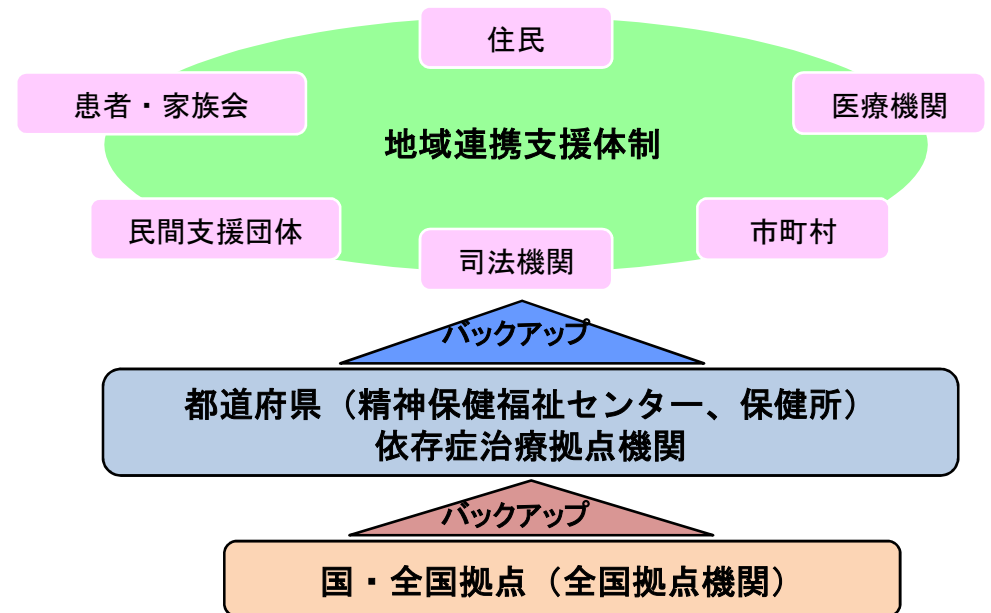 住民
患者・家族会
医療機関
地域連携支援体制
民間支援団体
市町村
司法機関
バックアップ
都道府県（精神保健福祉センター、保健所）
依存症治療拠点機関
バックアップ
国・全国拠点（全国拠点機関）